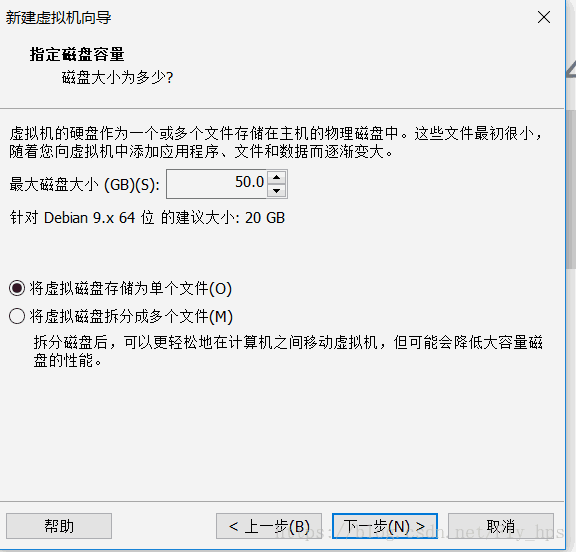 新建虚拟机向导
指定磁盘容量
磁盘大小为多少?
虚拟机的硬盘作为一个或多个文件存储在主机的物理磁盘中。这些文件最初很小，
随着您向虚拟机中添加应用程序、文件和数据而逐渐变大。
最大磁盘大小 (GB)(S): 50.0
针对 Debian 9.x 64 位 的建议大小: 20 GB
将虚拟磁盘存储为单个文件(O)
将虚拟磁盘拆分成多个文件(M)
拆分磁盘后，可以更轻松地在计算机之间移动虚拟机，但可能会降低大容量磁
盘的性能。
帮助 < 上一步(B) 下一步(N) > 取消